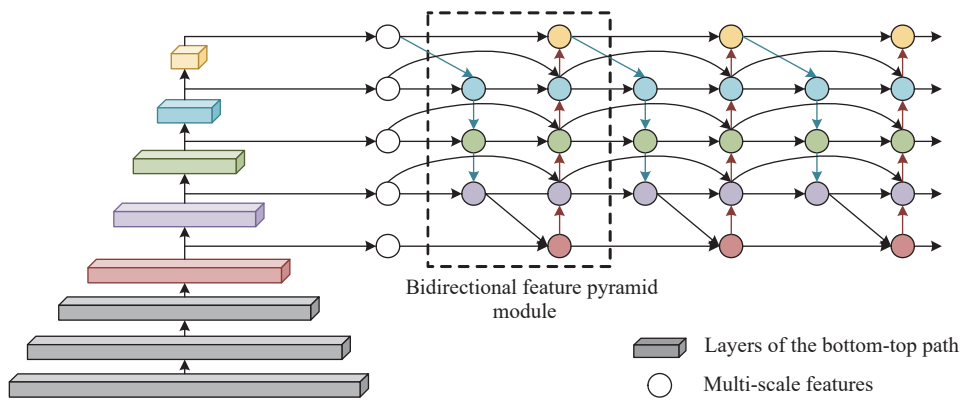 Bidirectional feature pyramid
module
Layers of the bottom-top path
Multi-scale features